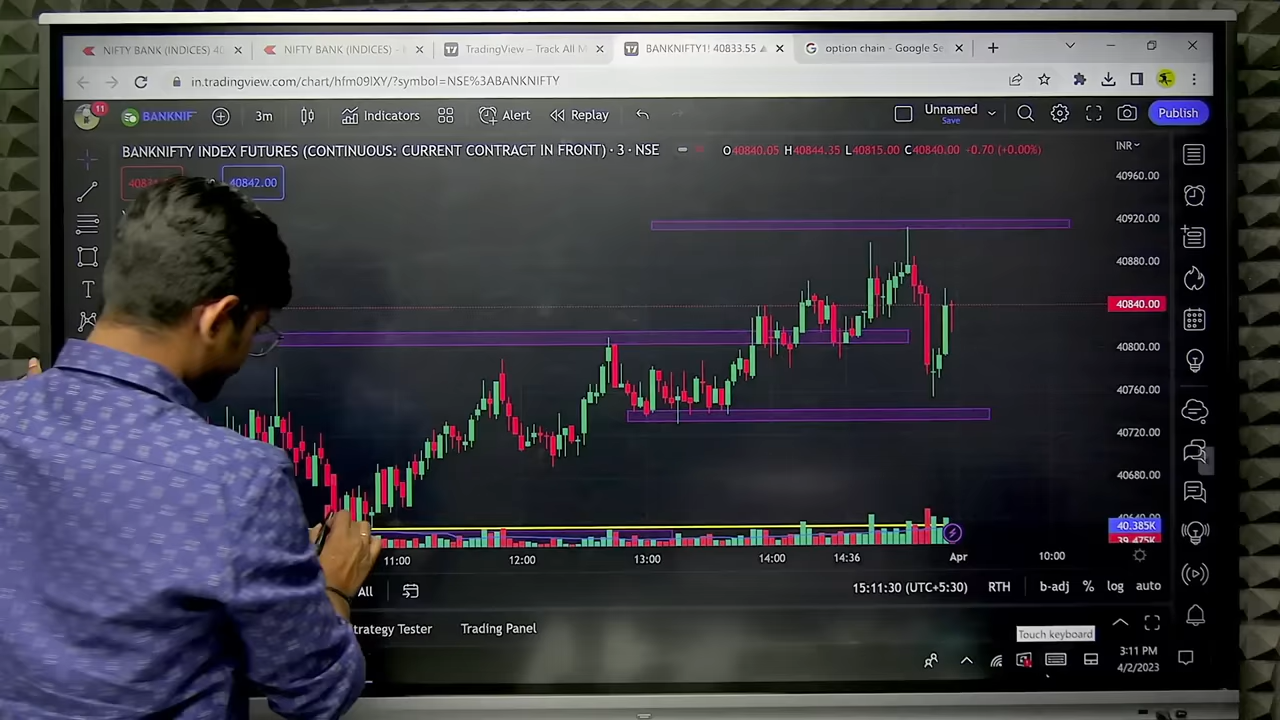 NIFTY BANK (INDICES) 40
NIFTY BANK (INDICES) -
TradingView – Track All M
BANKNIFTY1! 40833.55
option chain - Google Se
in.tradingview.com/chart/hfm09lXY/?symbol=NSE%3ABANKNIFTY
11
BANKNIF
3m
Indicators
Alert
Replay
Unnamed
Save
Publish
BANKNIFTY INDEX FUTURES (CONTINUOUS: CURRENT CONTRACT IN FRONT) · 3 · NSE
O40840.05 H40844.35 L40815.00 C40840.00 -0.70 (+0.00%)
INR
40842.00
40960.00
40920.00
40880.00
40840.00
40800.00
40760.00
40720.00
40680.00
40640.00
40.385K
39.475K
11:00
12:00
13:00
14:00
14:36
Apr
10:00
All
15:11:30 (UTC+5:30)
RTH
b-adj
%
log
auto
trategy Tester
Trading Panel
Touch keyboard
3:11 PM
4/2/2023